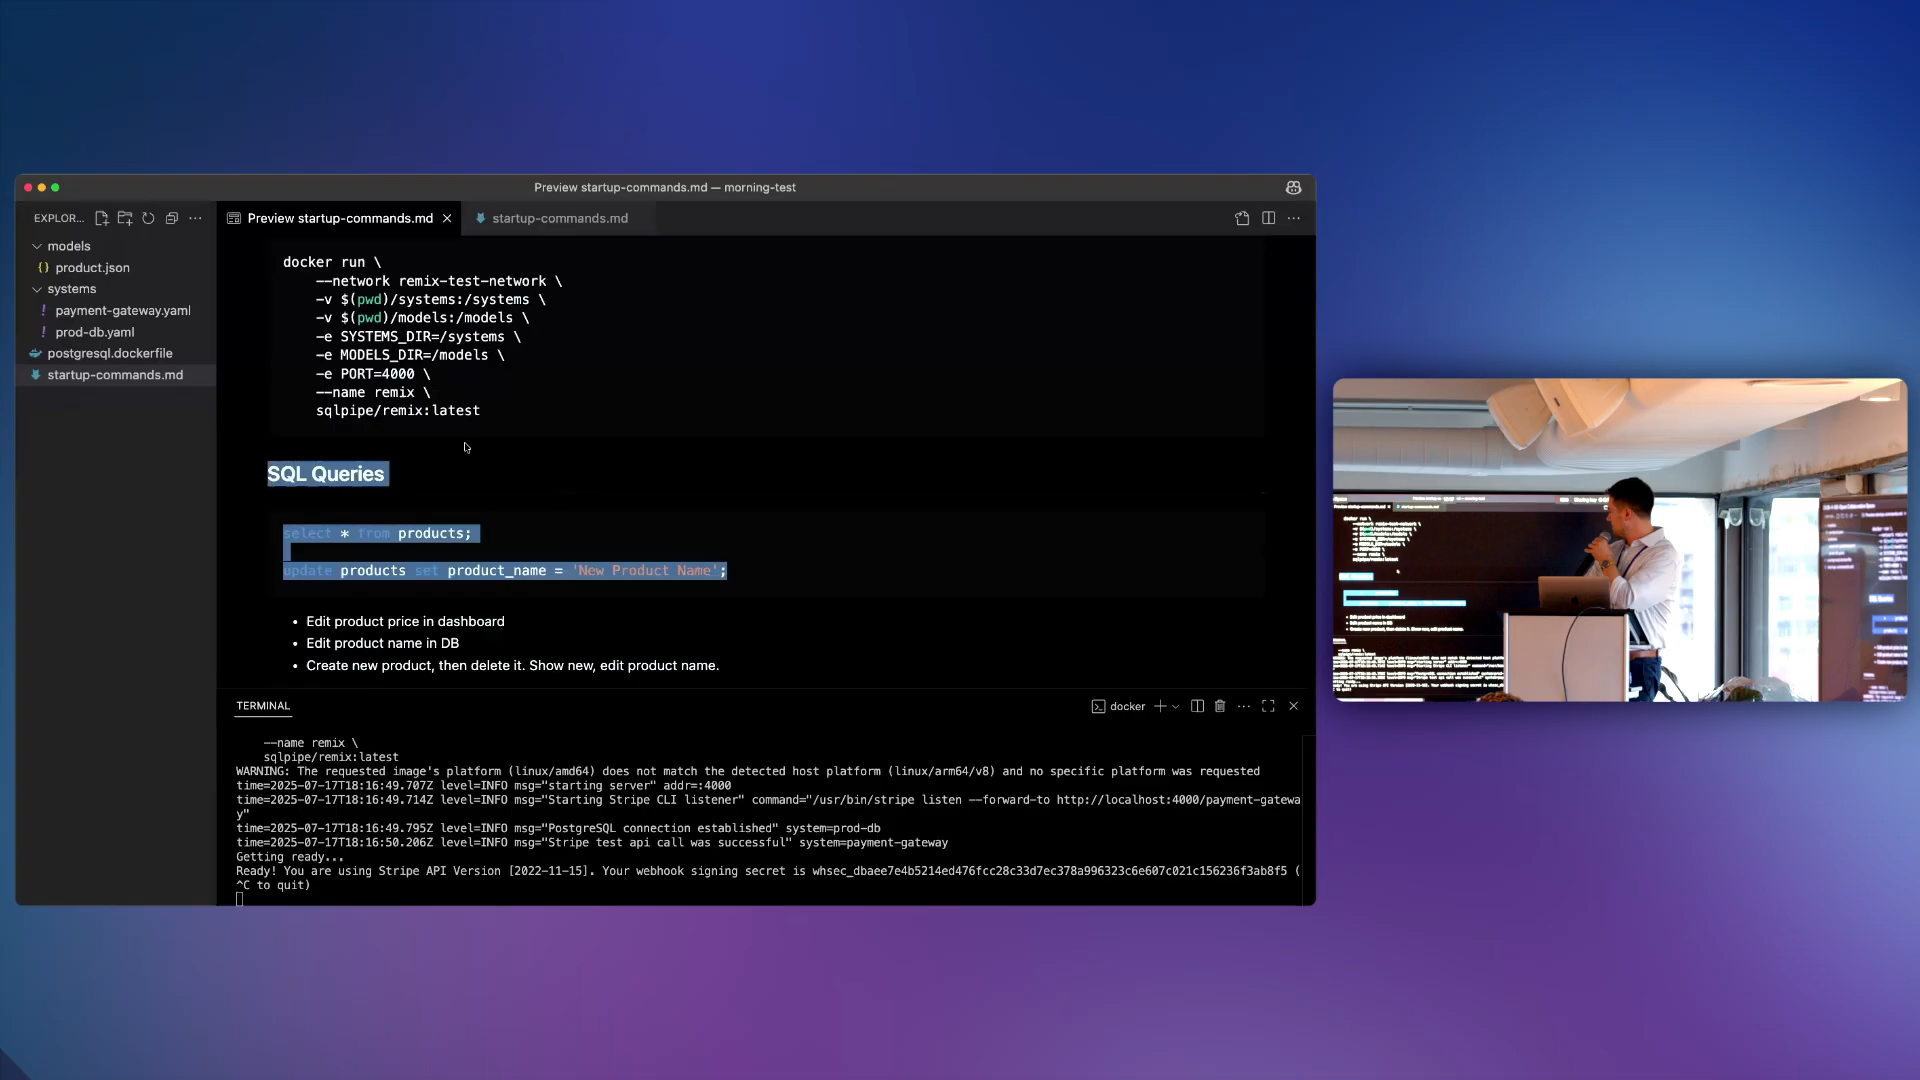 Preview startup-commands.md — morning-test
EXPLOR...
Preview startup-commands.md
startup-commands.md
models
product.json
systems
payment-gateway.yaml
prod-db.yaml
postgresql.dockerfile
startup-commands.md
docker run \
--network remix-test-network \
-v $(pwd)/systems:/systems \
-v $(pwd)/models:/models \
-e SYSTEMS_DIR=/systems \
-e MODELS_DIR=/models \
-e PORT=4000 \
--name remix \
sqlpipe/remix:latest
SQL Queries
select * from products;
update products set product_name = 'New Product Name';
• Edit product price in dashboard
• Edit product name in DB
• Create new product, then delete it. Show new, edit product name.
TERMINAL
docker
--name remix \
sqlpipe/remix:latest
WARNING: The requested image's platform (linux/amd64) does not match the detected host platform (linux/arm64/v8) and no specific platform was requested
time=2025-07-17T18:16:49.707Z level=INFO msg="starting server" addr=:4000
time=2025-07-17T18:16:49.714Z level=INFO msg="Starting Stripe CLI listener" command="/usr/bin/stripe listen --forward-to http://localhost:4000/payment-gatewa
y"
time=2025-07-17T18:16:49.795Z level=INFO msg="PostgreSQL connection established" system=prod-db
time=2025-07-17T18:16:50.206Z level=INFO msg="Stripe test api call was successful" system=payment-gateway
Getting ready...
Ready! You are using Stripe API Version [2022-11-15]. Your webhook signing secret is whsec_dbaee7e4b5214ed476fcc28c33d7ec378a996323c6e607c021c156236f3ab8f5 (
^C to quit)